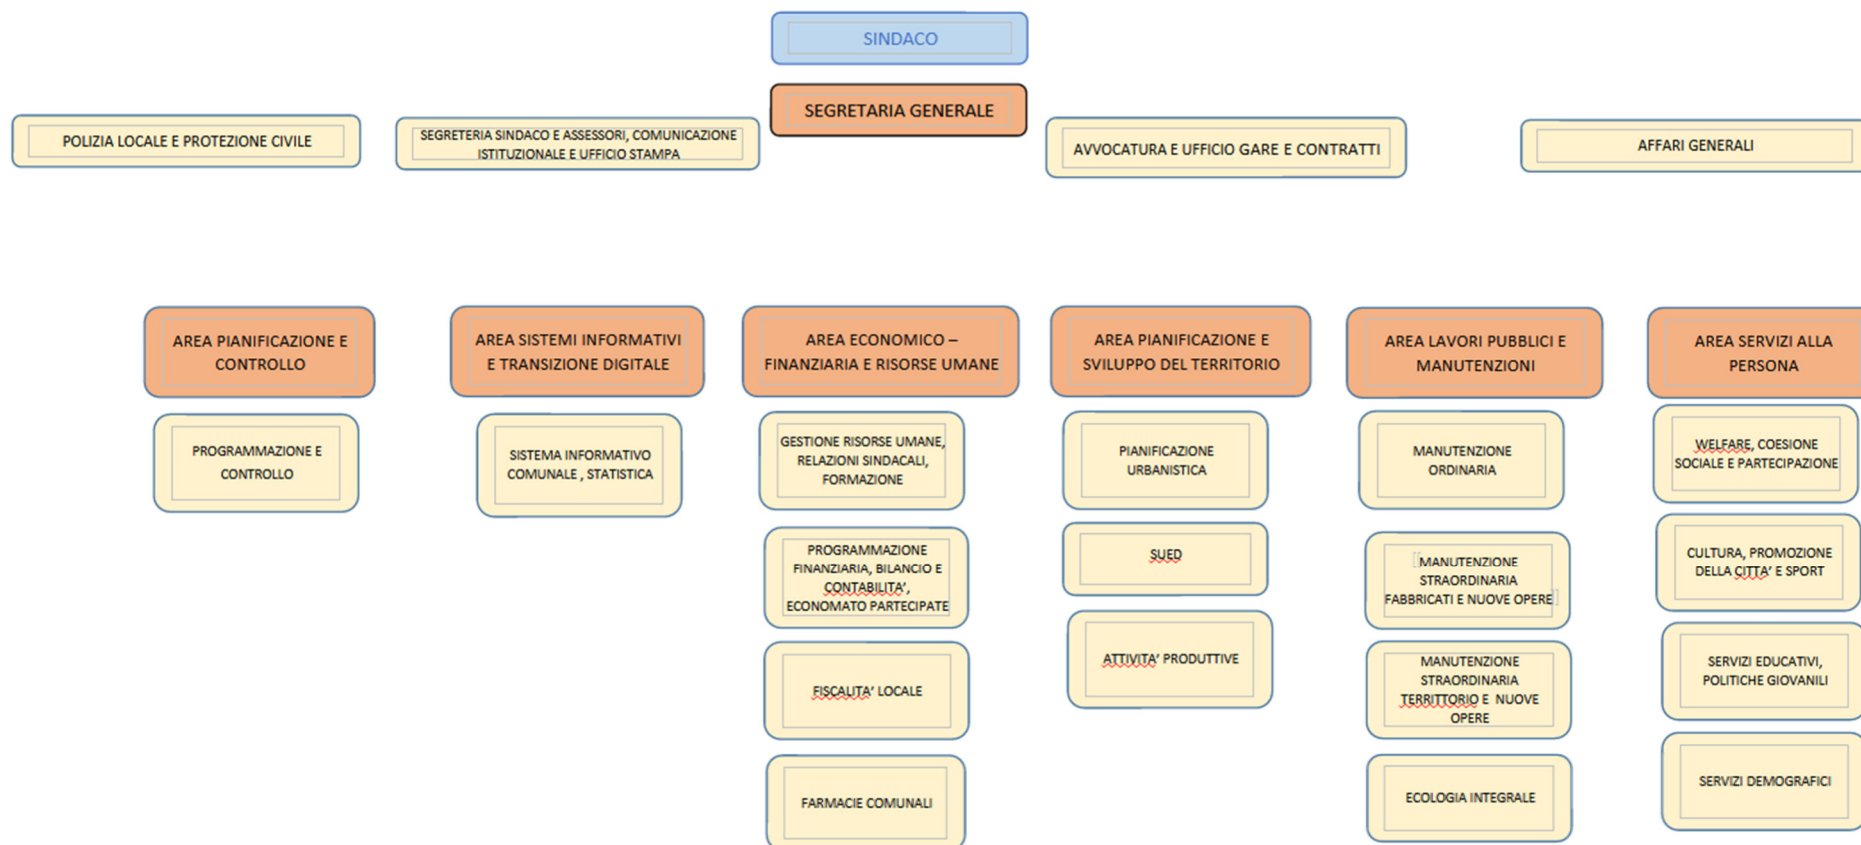 SINDACO
SEGRETARIA GENERALE
POLIZIA LOCALE E PROTEZIONE CIVILE
SEGRETERIA SINDACO E ASSESSORI, COMUNICAZIONE
ISTITUZIONALE E UFFICIO STAMPA
AVVOCATURA E UFFICIO GARE E CONTRATTI
AFFARI GENERALI
AREA PIANIFICAZIONE E
CONTROLLO
AREA SISTEMI INFORMATIVI
E TRANSIZIONE DIGITALE
AREA ECONOMICO –
FINANZIARIA E RISORSE UMANE
AREA PIANIFICAZIONE E
SVILUPPO DEL TERRITORIO
AREA LAVORI PUBBLICI E
MANUTENZIONI
AREA SERVIZI ALLA
PERSONA
PROGRAMMAZIONE E
CONTROLLO
SISTEMA INFORMATIVO
COMUNALE , STATISTICA
GESTIONE RISORSE UMANE,
RELAZIONI SINDACALI,
FORMAZIONE
PROGRAMMAZIONE
FINANZIARIA, BILANCIO E
CONTABILITA’,
ECONOMATO PARTECIPATE
FISCALITA’ LOCALE
FARMACIE COMUNALI
PIANIFICAZIONE
URBANISTICA
SUED
ATTIVITA’ PRODUTTIVE
MANUTENZIONE
ORDINARIA
MANUTENZIONE
STRAORDINARIA
FABBRICATI E NUOVE OPERE
MANUTENZIONE
STRAORDINARIA
TERRITTORIO E NUOVE
OPERE
ECOLOGIA INTEGRALE
WELFARE, COESIONE
SOCIALE E PARTECIPAZIONE
CULTURA, PROMOZIONE
DELLA CITTA’ E SPORT
SERVIZI EDUCATIVI,
POLITICHE GIOVANILI
SERVIZI DEMOGRAFICI